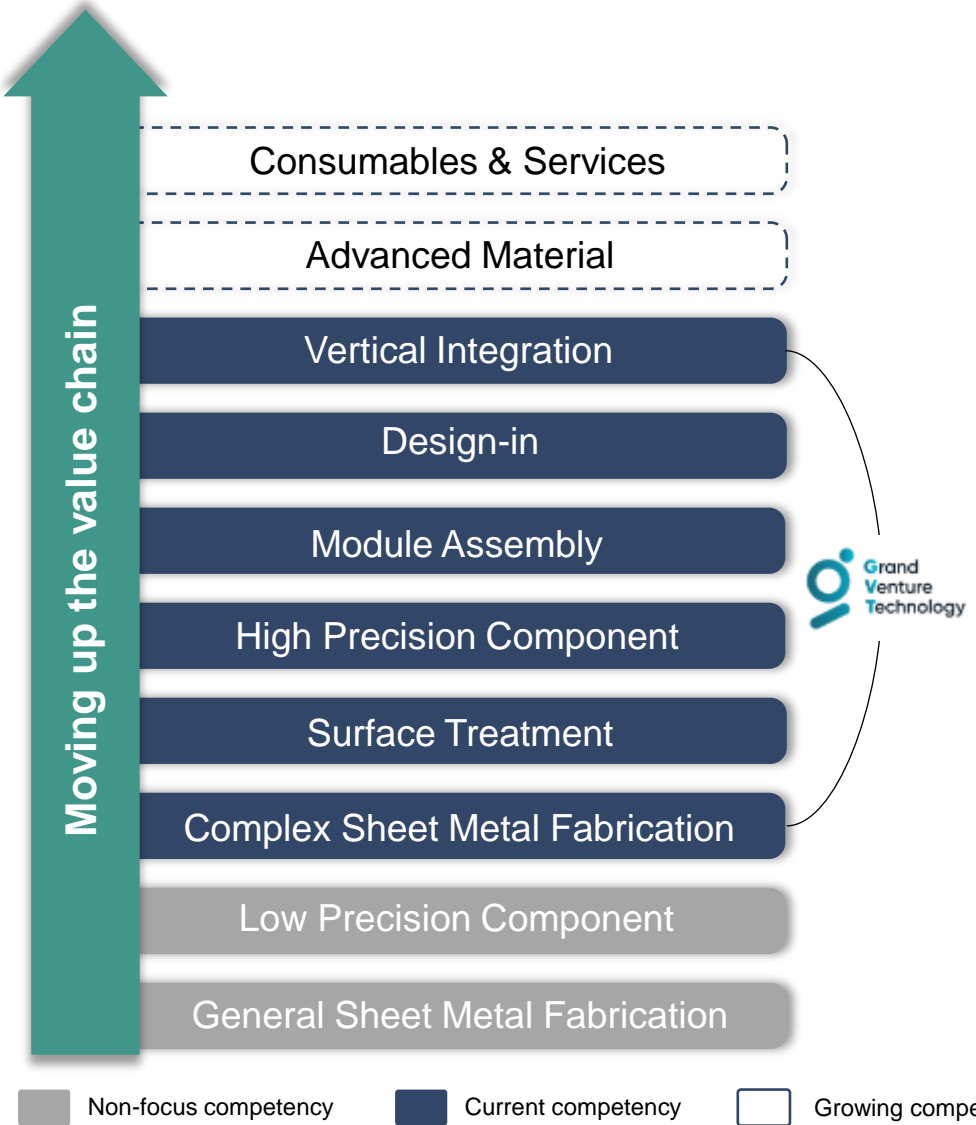 Consumables & Services
Advanced Material
Vertical Integration
Design-in
Module Assembly
High Precision Component
Surface Treatment
Complex Sheet Metal Fabrication
Low Precision Component
General Sheet Metal Fabrication
Moving up the value chain
Grand
Venture
Technology
Non-focus competency
Current competency
Growing compe